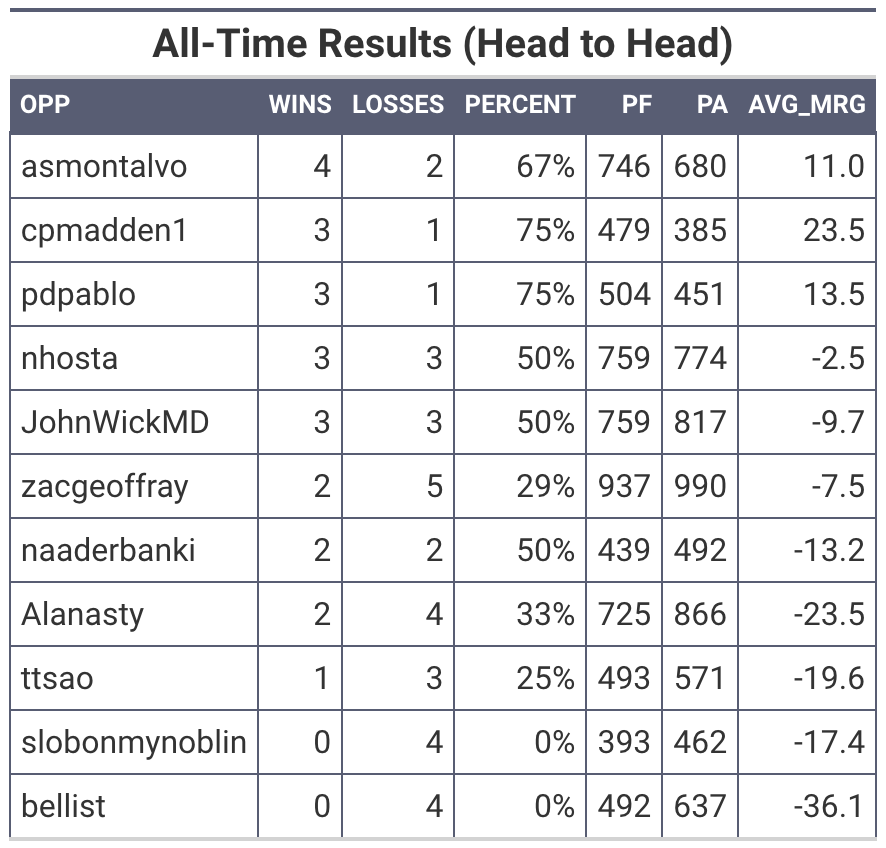 All-Time Results (Head to Head)
OPP WINS LOSSES PERCENT PF PA AVG_MRG
asmontalvo 4 2 67% 746 680 11.0
cpmadden1 3 1 75% 479 385 23.5
pdpablo 3 1 75% 504 451 13.5
nhosta 3 3 50% 759 774 -2.5
JohnWickMD 3 3 50% 759 817 -9.7
zacgeoffray 2 5 29% 937 990 -7.5
naaderbanki 2 2 50% 439 492 -13.2
Alanasty 2 4 33% 725 866 -23.5
ttsao 1 3 25% 493 571 -19.6
slobonmynoblin 0 4 0% 393 462 -17.4
bellist 0 4 0% 492 637 -36.1